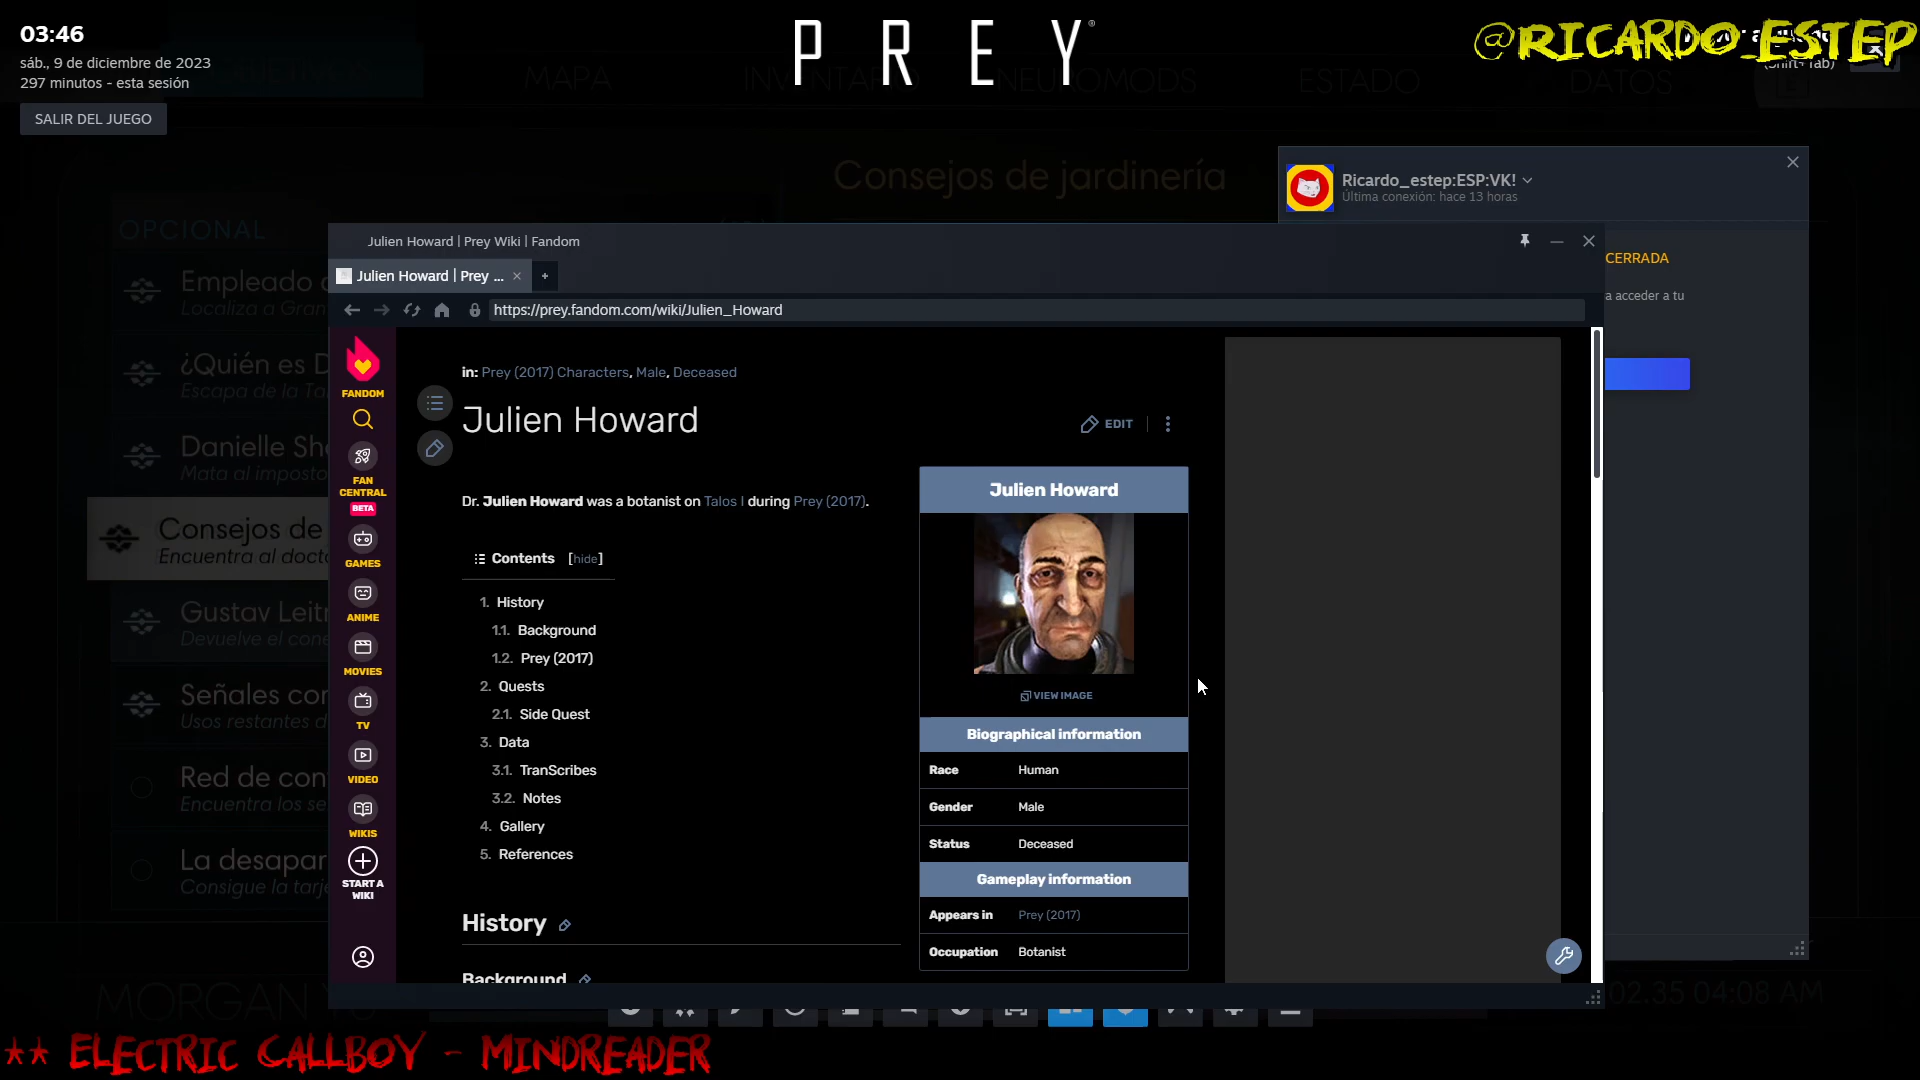 03:46
sáb., 9 de diciembre de 2023
297 minutos - esta sesión
SALIR DEL JUEGO
PREY
@RICARDO_ESTEP
(Shift+Tab)
MAPA
INVENTARIO
NEUROMODS
ESTADO
DATOS
Consejos de jardinería
OPCIONAL
Empleado
Localiza a
¿Quién es D
Escapa de la Ta
Danielle Sh
Mata al imposto
Consejos de
Encuentra al docto
Gustav Leit
Devuelve el con
Señales co
Usos restantes d
Red de con
Encuentra los se
La desapar
Consigue la tarj
MORGAN
02.35 04:08 AM
Ricardo_estep:ESP:VK!
Última conexión: hace 13 horas
CERRADA
a acceder a tu
Julien Howard | Prey Wiki | Fandom
Julien Howard | Prey ...
https://prey.fandom.com/wiki/Julien_Howard
FANDOM
FAN
CENTRAL
BETA
GAMES
ANIME
MOVIES
TV
VIDEO
WIKIS
START A
WIKI
in: Prey (2017) Characters, Male, Deceased
Julien Howard
EDIT
Dr. Julien Howard was a botanist on Talos I during Prey (2017).
Contents [hide]
1. History
1.1. Background
1.2. Prey (2017)
2. Quests
2.1. Side Quest
3. Data
3.1. TranScribes
3.2. Notes
4. Gallery
5. References
History
Background
Julien Howard
VIEW IMAGE
Biographical information
Race Human
Gender Male
Status Deceased
Gameplay information
Appears in Prey (2017)
Occupation Botanist
** ELECTRIC CALLBOY - MINDREADER